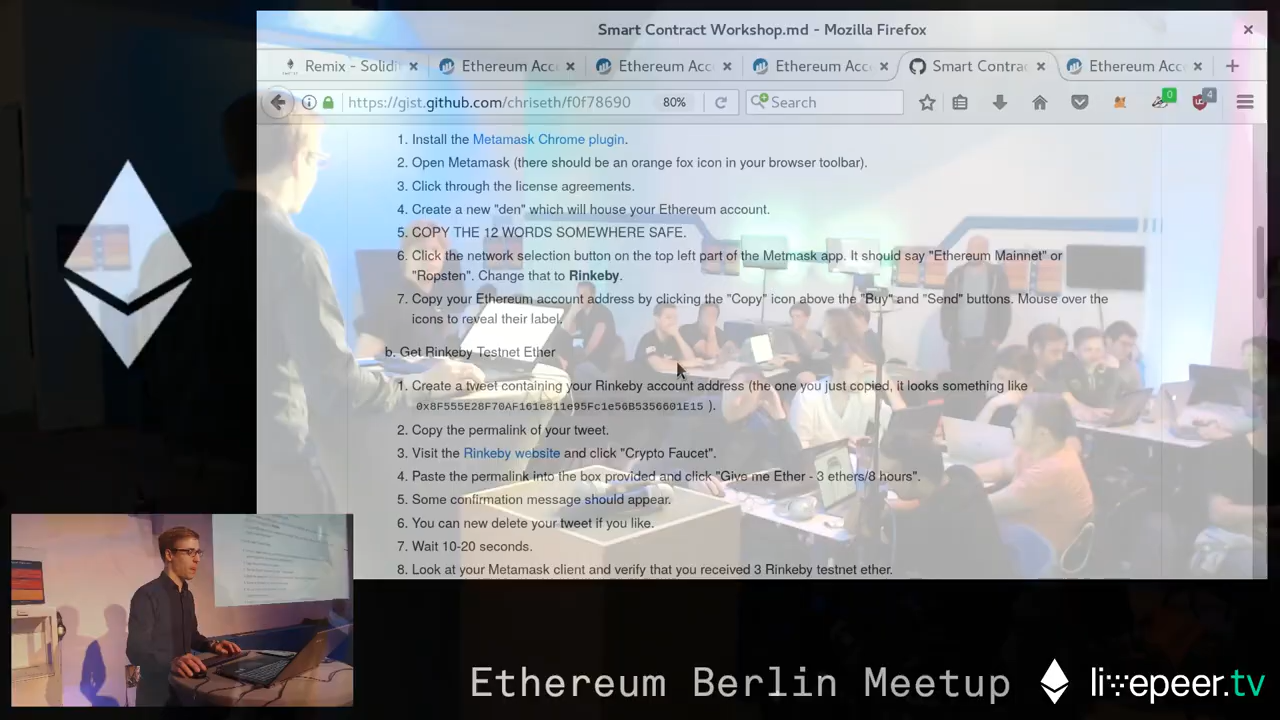 Smart Contract Workshop.md - Mozilla Firefox
Remix - Solidi
Ethereum Acc
Ethereum Acc
Ethereum Acc
Smart Contra
Ethereum Acc
https://gist.github.com/chriseth/f0f78690
80%
Search
0
4
1. Install the Metamask Chrome plugin.
2. Open Metamask (there should be an orange fox icon in your browser toolbar).
3. Click through the license agreements.
4. Create a new "den" which will house your Ethereum account.
5. COPY THE 12 WORDS SOMEWHERE SAFE.
6. Click the network selection button on the top left part of the Metmask app. It should say "Ethereum Mainnet" or
"Ropsten". Change that to Rinkeby.
7. Copy your Ethereum account address by clicking the "Copy" icon above the "Buy" and "Send" buttons. Mouse over the
icons to reveal their label.
b. Get Rinkeby Testnet Ether
1. Create a tweet containing your Rinkeby account address (the one you just copied, it looks something like
0x8F555E28F70AF161e811e95Fc1e56B5356601E15 ).
2. Copy the permalink of your tweet.
3. Visit the Rinkeby website and click "Crypto Faucet".
4. Paste the permalink into the box provided and click "Give me Ether - 3 ethers/8 hours".
5. Some confirmation message should appear.
6. You can new delete your tweet if you like.
7. Wait 10-20 seconds.
8. Look at your Metamask client and verify that you received 3 Rinkeby testnet ether.
Ethereum Berlin Meetup
livepeer.tv